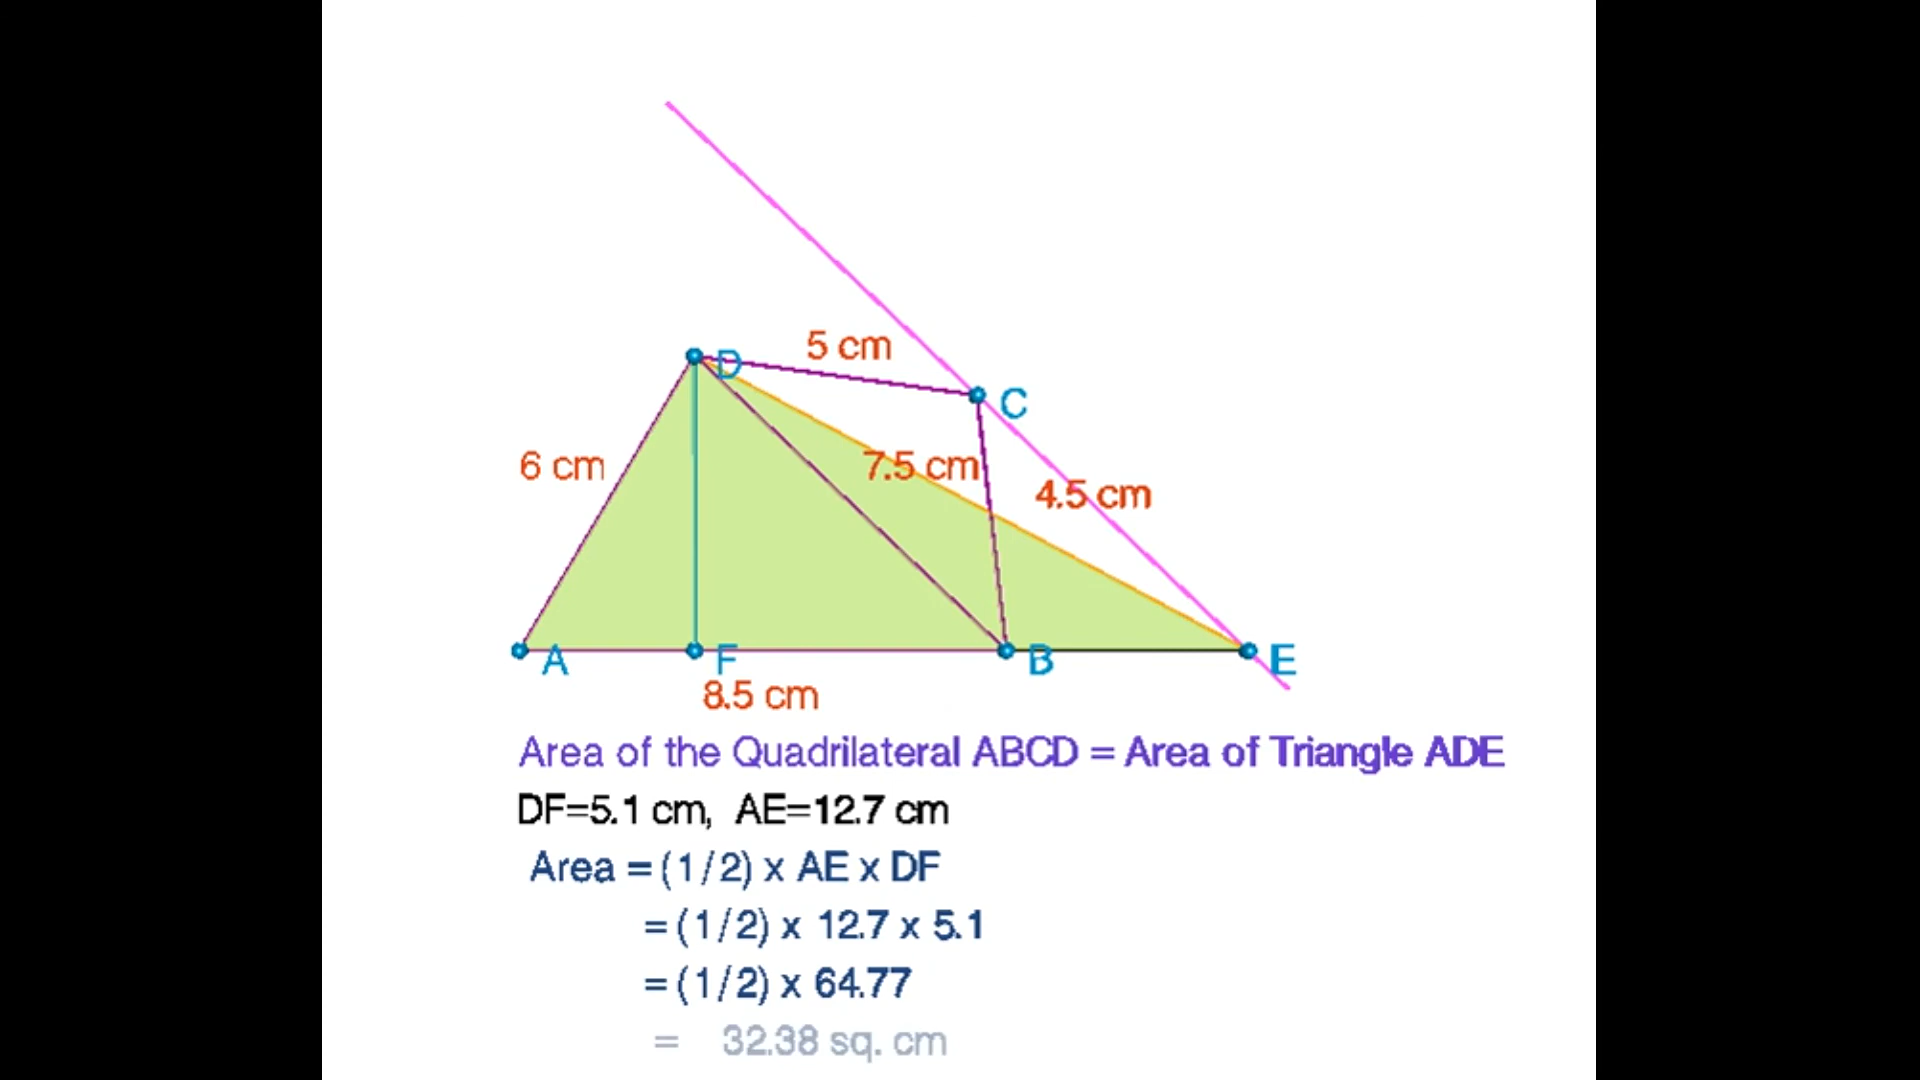 5 cm
D
C
6 cm
7.5 cm
4.5 cm
A
F
B
E
8.5 cm
Area of the Quadrilateral ABCD = Area of Triangle ADE
DF=5.1 cm, AE=12.7 cm
Area = (1/2) x AE x DF
= (1/2) x 12.7 x 5.1
= (1/2) x 64.77
= 32.38 sq. cm